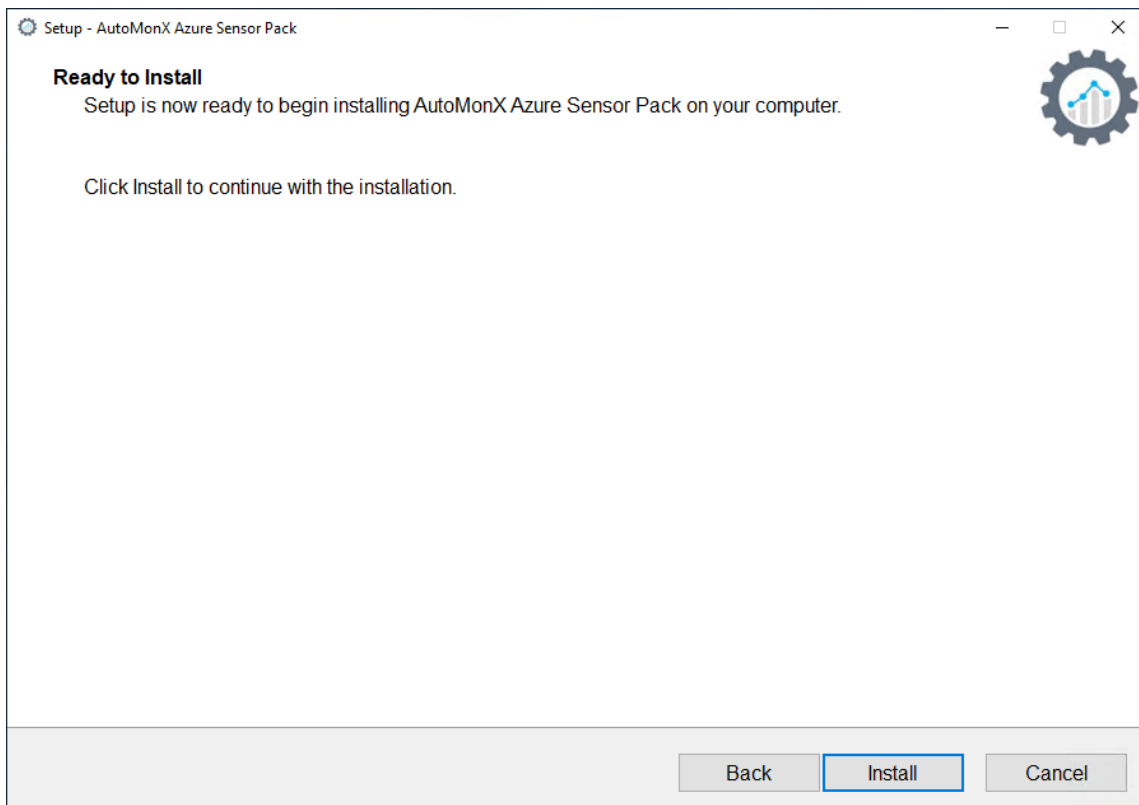 Setup - AutoMonX Azure Sensor Pack
Ready to Install
Setup is now ready to begin installing AutoMonX Azure Sensor Pack on your computer.
Click Install to continue with the installation.
Back Install Cancel